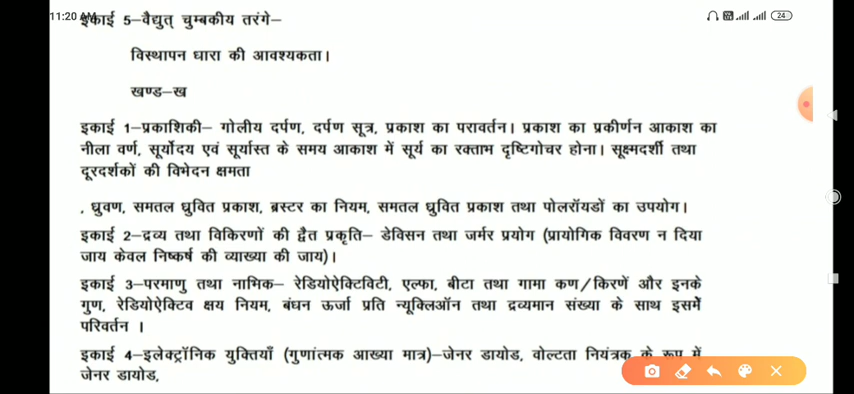 11:20 AM
24
इकाई 5–वैद्युत् चुम्बकीय तरंगे–
विस्थापन धारा की आवश्यकता।
खण्ड–ख
इकाई 1–प्रकाशिकी– गोलीय दर्पण, दर्पण सूत्र, प्रकाश का परावर्तन। प्रकाश का प्रकीर्णन आकाश का
नीला वर्ण, सूर्योदय एवं सूर्यास्त के समय आकाश में सूर्य का रक्ताभ दृष्टिगोचर होना। सूक्ष्मदर्शी तथा
दूरदर्शकों की विभेदन क्षमता
, ध्रुवण, समतल ध्रुवित प्रकाश, ब्रस्टर का नियम, समतल ध्रुवित प्रकाश तथा पोलरॉयडों का उपयोग।
इकाई 2–द्रव्य तथा विकिरणों की द्वैत प्रकृति– डेविसन तथा जर्मर प्रयोग (प्रायोगिक विवरण न दिया
जाय केवल निष्कर्ष की व्याख्या की जाय)।
इकाई 3–परमाणु तथा नाभिक– रेडियोऐक्टिविटी, एल्फा, बीटा तथा गामा कण/किरणें और इनके
गुण, रेडियोऐक्टिव क्षय नियम, बंधन ऊर्जा प्रति न्यूक्लिऑन तथा द्रव्यमान संख्या के साथ इसमें
परिवर्तन ।
इकाई 4–इलेक्ट्रॉनिक युक्तियाँ (गुणांत्मक आख्या मात्र)–जेनर डायोड, वोल्टता नियंत्रक के रूप में
जेनर डायोड,